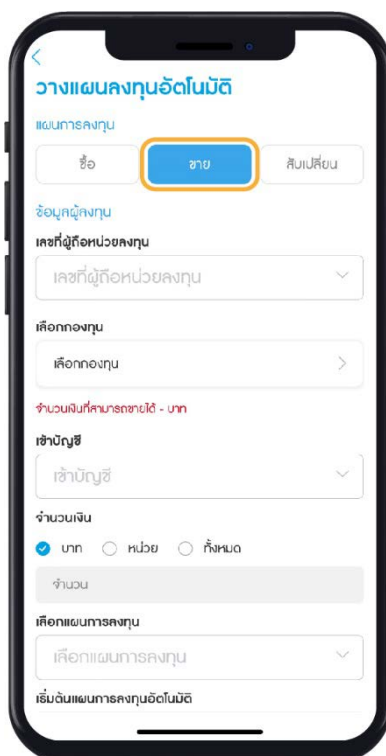 วางแผนลงทุนอัตโนมัติ
แผนการลงทุน
ซื้อ ขาย สับเปลี่ยน
ข้อมูลผู้ลงทุน
เลขที่ผู้ถือหน่วยลงทุน
เลขที่ผู้ถือหน่วยลงทุน
เลือกกองทุน
เลือกกองทุน
จำนวนเงินที่สามารถขายได้ - บาท
เข้าบัญชี
เข้าบัญชี
จำนวนเงิน
บาท หน่วย ทั้งหมด
จำนวน
เลือกแผนการลงทุน
เลือกแผนการลงทุน
เริ่มต้นแผนการลงทุนอัตโนมัติ